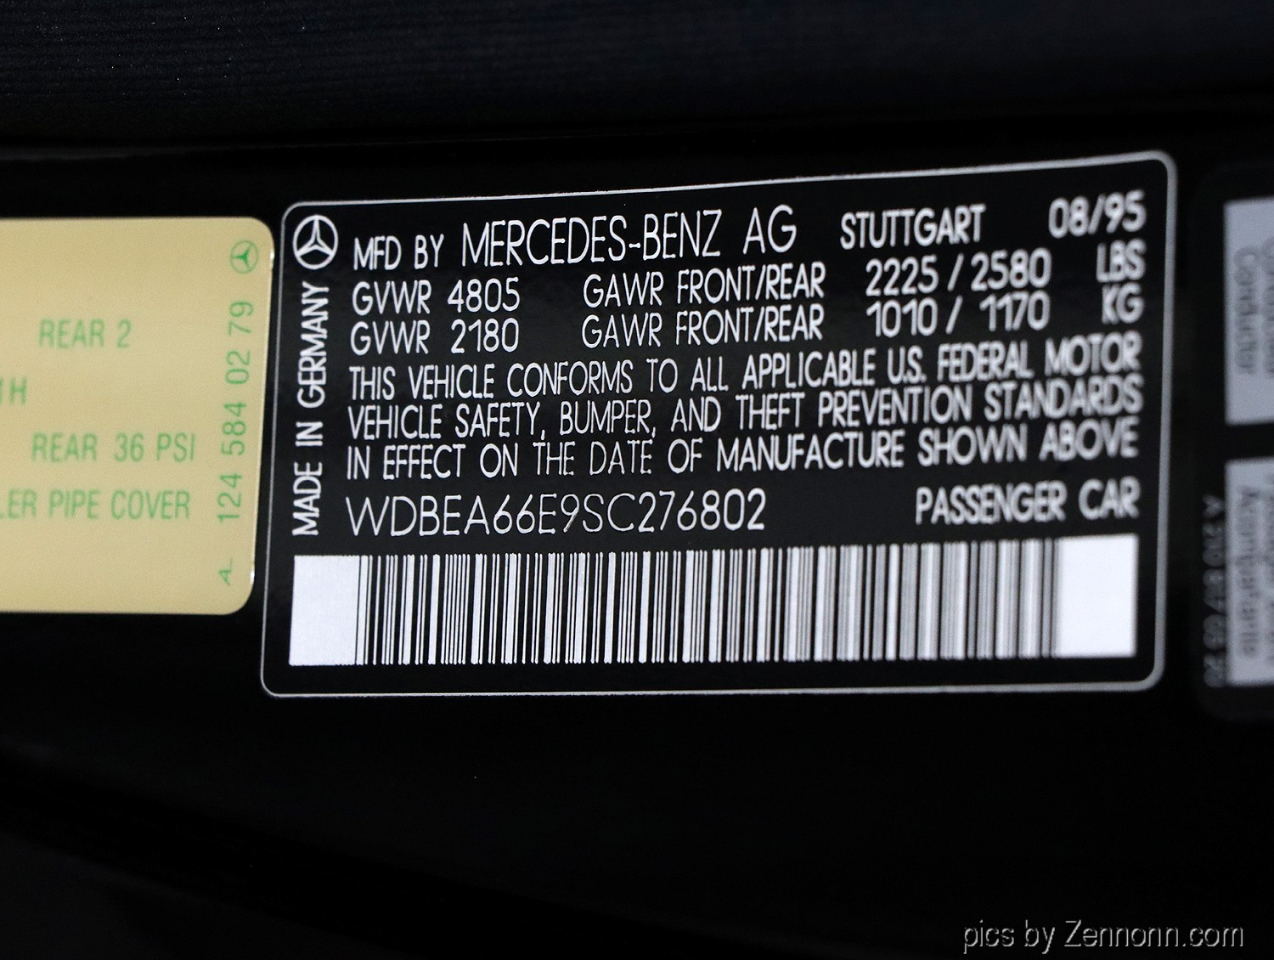 REAR 2
1H
REAR 36 PSI
LER PIPE COVER
A 124 584 02 79
MADE IN GERMANY
MFD BY MERCEDES-BENZ AG STUTTGART 08/95
GVWR 4805 GAWR FRONT/REAR 2225 / 2580 LBS
GVWR 2180 GAWR FRONT/REAR 1010 / 1170 KG
THIS VEHICLE CONFORMS TO ALL APPLICABLE U.S. FEDERAL MOTOR
VEHICLE SAFETY, BUMPER, AND THEFT PREVENTION STANDARDS
IN EFFECT ON THE DATE OF MANUFACTURE SHOWN ABOVE
WDBEA66E9SC276802 PASSENGER CAR
pics by Zennonn.com